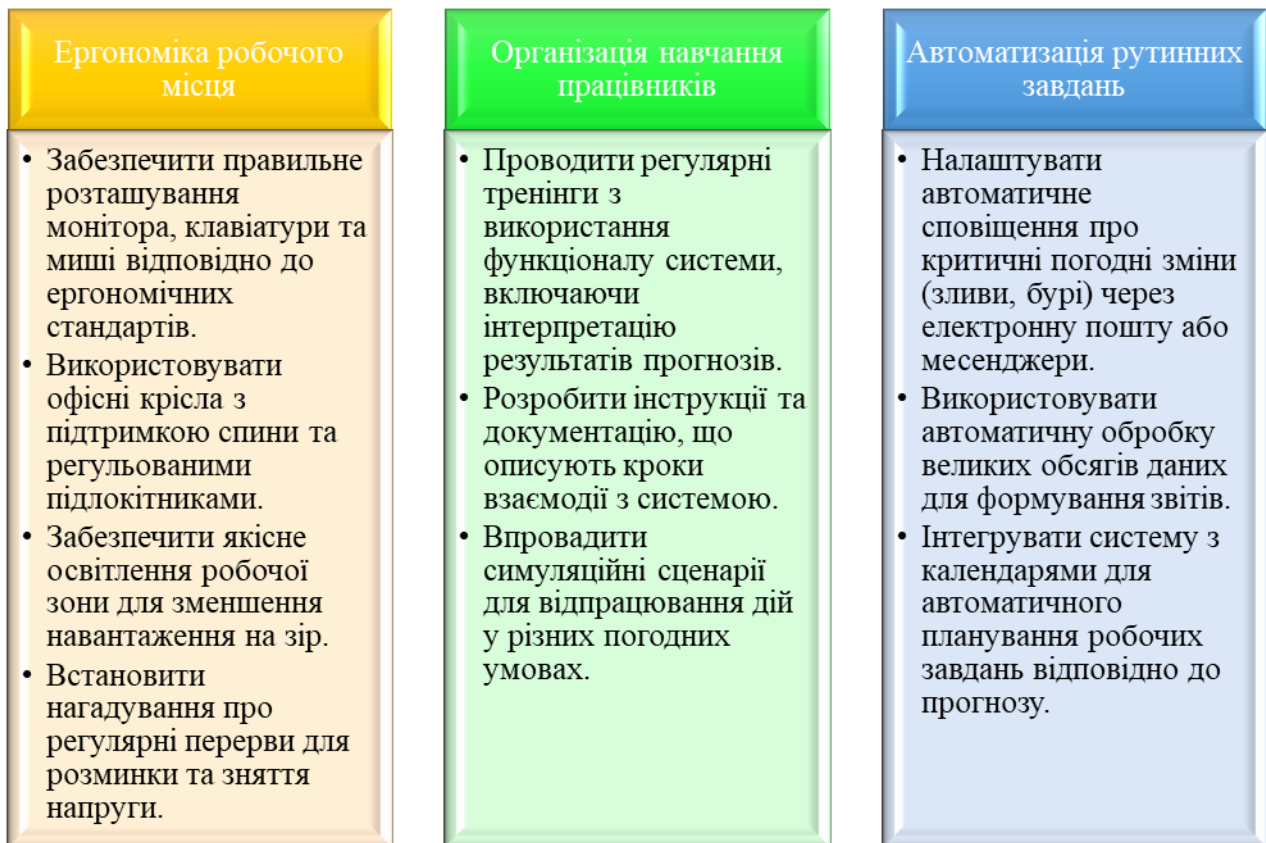 Ергономіка робочого
місця
• Забезпечити правильне
розташування
монітора, клавіатури та
миші відповідно до
ергономічних
стандартів.
• Використовувати
офісні крісла з
підтримкою спини та
регульованими
підлокітниками.
• Забезпечити якісне
освітлення робочої
зони для зменшення
навантаження на зір.
• Встановити
нагадування про
регулярні перерви для
розминки та зняття
напруги.
Організація навчання
працівників
• Проводити регулярні
тренінги з
використання
функціоналу системи,
включаючи
інтерпретацію
результатів прогнозів.
• Розробити інструкції та
документацію, що
описують кроки
взаємодії з системою.
• Впровадити
симуляційні сценарії
для відпрацювання дій
у різних погодних
умовах.
Автоматизація рутинних
завдань
• Налаштувати
автоматичне
сповіщення про
критичні погодні зміни
(зливи, бурі) через
електронну пошту або
месенджери.
• Використовувати
автоматичну обробку
великих обсягів даних
для формування звітів.
• Інтегрувати систему з
календарями для
автоматичного
планування робочих
завдань відповідно до
прогнозу.